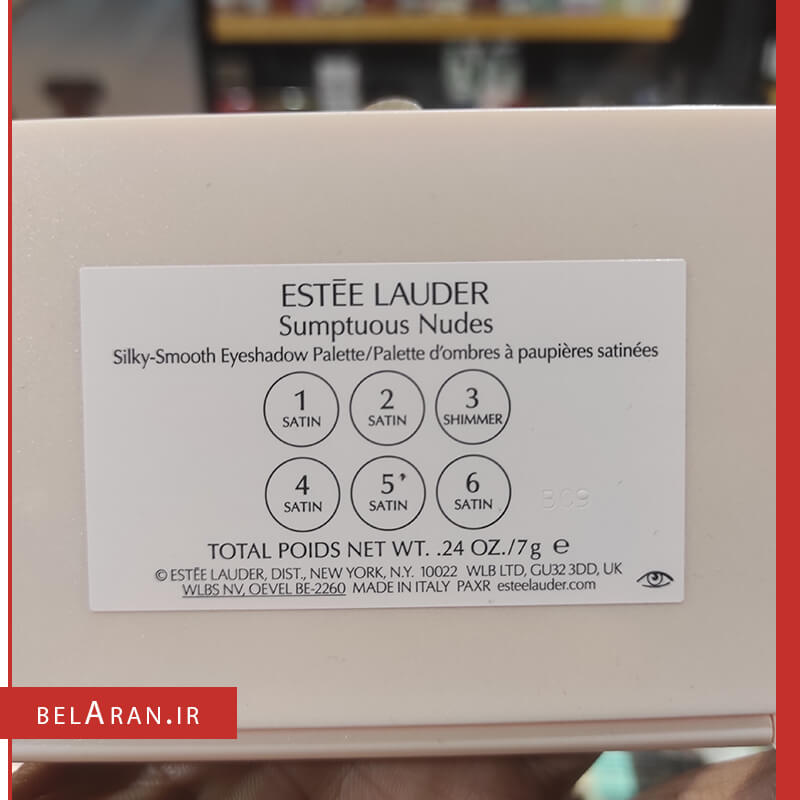 ESTĒE LAUDER
Sumptuous Nudes
Silky-Smooth Eyeshadow Palette/Palette d'ombres à paupières satinées
1 2 3
SATIN SATIN SHIMMER
4 5 6
SATIN SATIN SATIN
BC9
TOTAL POIDS NET WT. .24 OZ./7g e
© ESTĒE LAUDER, DIST., NEW YORK, N.Y. 10022 WLB LTD, GU32 3DD, UK
WLBS NV, OEVEL BE-2260 MADE IN ITALY PAXR esteelauder.com
BELARAN.IR